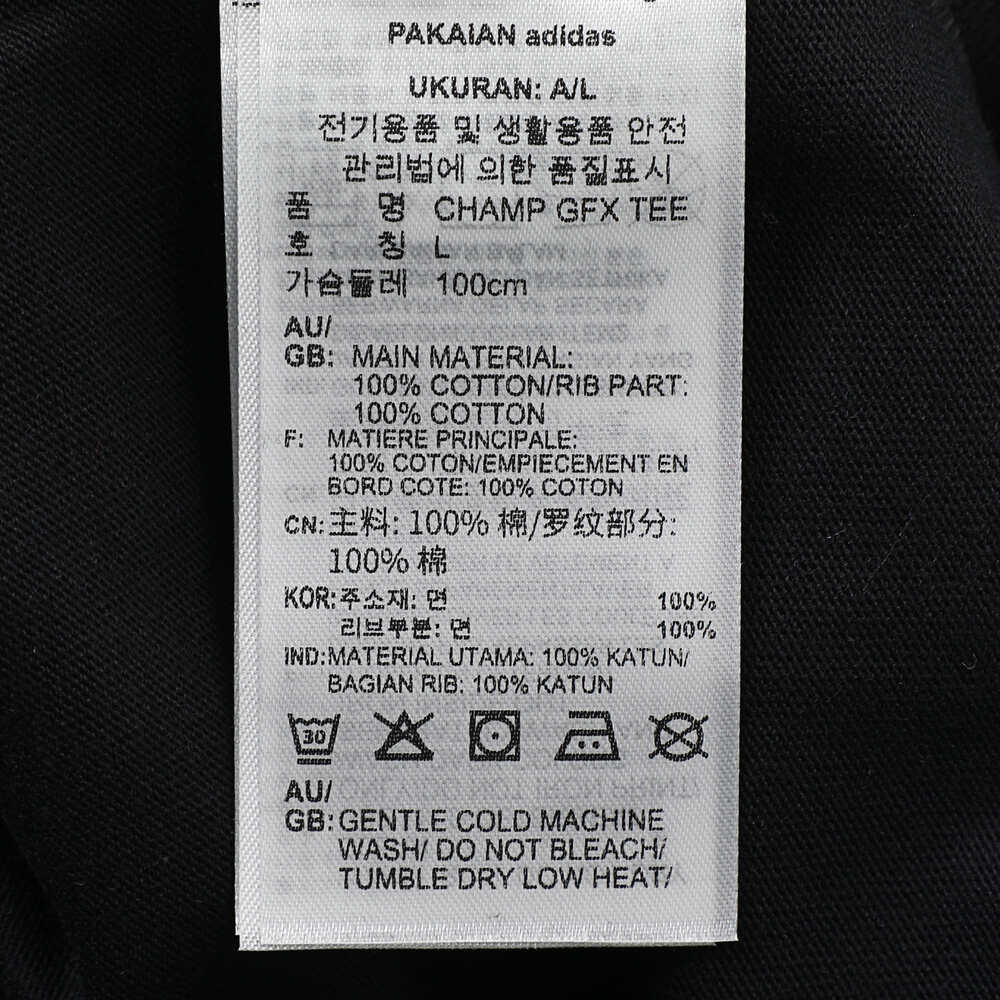 PAKAIAN adidas
UKURAN: A/L
전기용품 및 생활용품 안전
관리법에 의한 품질표시
품 명 CHAMP GFX TEE
호 칭 L
가슴둘레 100cm
AU/
GB: MAIN MATERIAL:
100% COTTON/RIB PART:
100% COTTON
F: MATIERE PRINCIPALE:
100% COTON/EMPIECEMENT EN
BORD COTE: 100% COTON
CN: 主料: 100% 棉/罗纹部分:
100% 棉
KOR: 주소재: 면 100%
리브부분: 면 100%
IND: MATERIAL UTAMA: 100% KATUN/
BAGIAN RIB: 100% KATUN
30
AU/
GB: GENTLE COLD MACHINE
WASH/ DO NOT BLEACH/
TUMBLE DRY LOW HEAT/